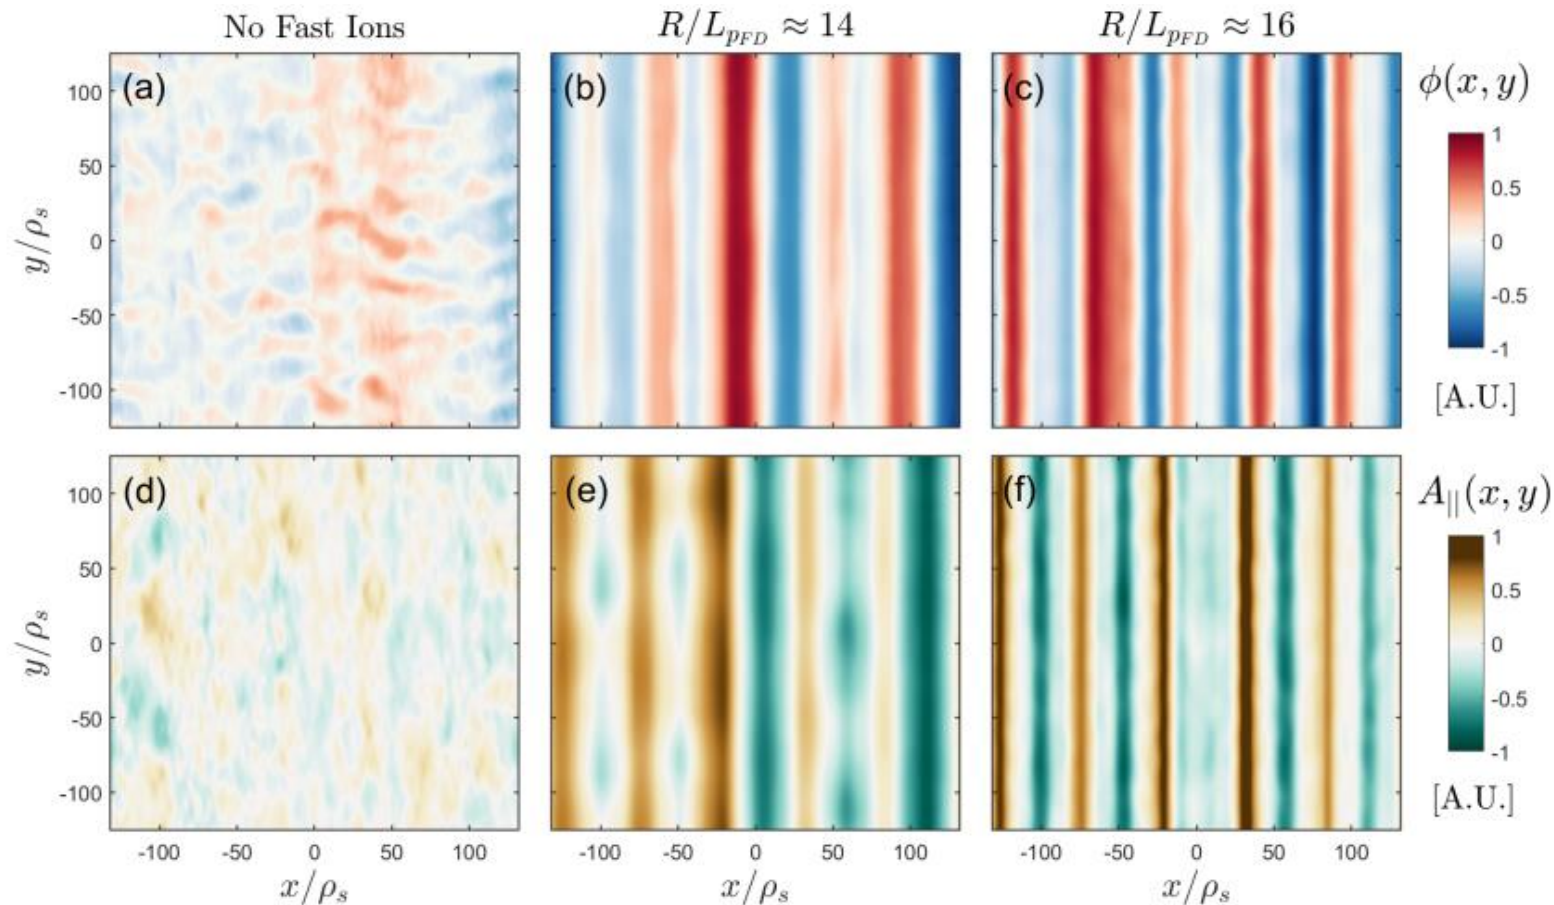 No Fast Ions
R/L_{p_{FD}} ≈ 14
R/L_{p_{FD}} ≈ 16
(a)
(b)
(c)
ϕ(x, y)
y/ρ_s
100
50
0
-50
-100
1
0.5
0
-0.5
-1
[A.U.]
(d)
(e)
(f)
A_{||}(x, y)
y/ρ_s
100
50
0
-50
-100
1
0.5
0
-0.5
-1
[A.U.]
-100 -50 0 50 100
-100 -50 0 50 100
-100 -50 0 50 100
x/ρ_s
x/ρ_s
x/ρ_s